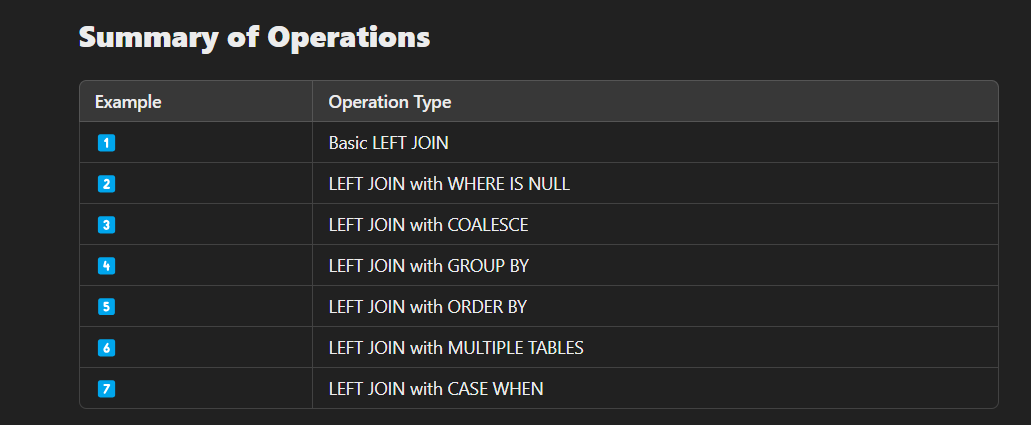 Summary of Operations
Example Operation Type
1 Basic LEFT JOIN
2 LEFT JOIN with WHERE IS NULL
3 LEFT JOIN with COALESCE
4 LEFT JOIN with GROUP BY
5 LEFT JOIN with ORDER BY
6 LEFT JOIN with MULTIPLE TABLES
7 LEFT JOIN with CASE WHEN